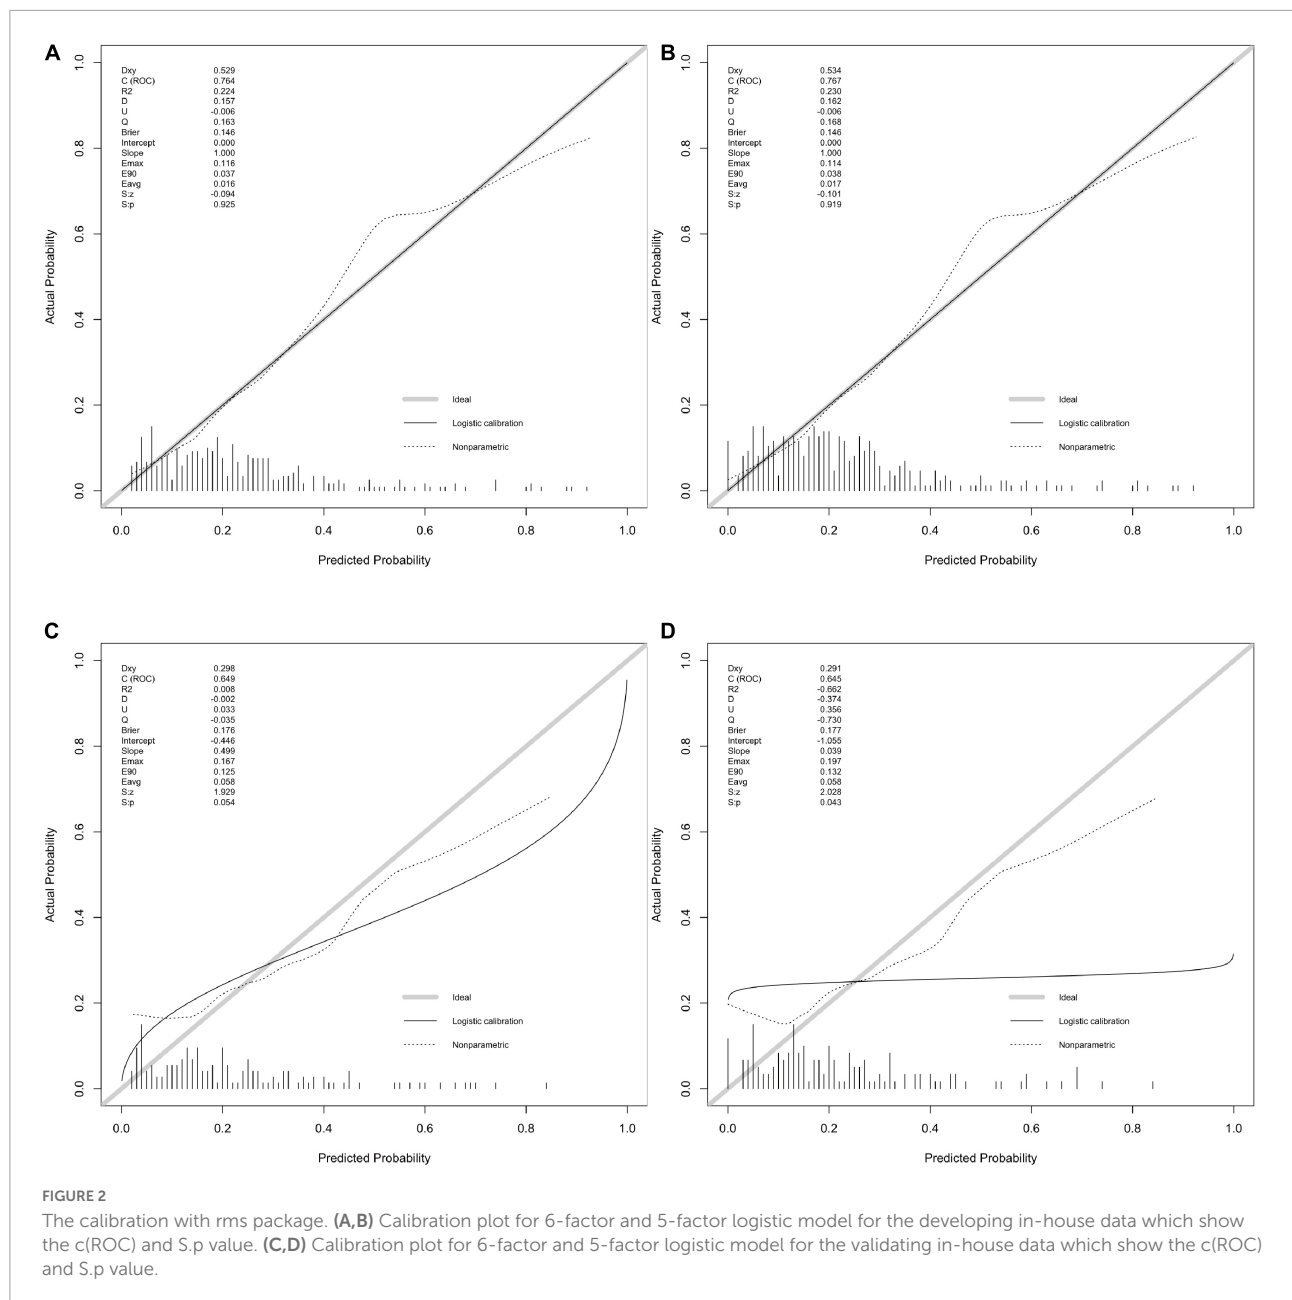 A
Dxy 0.529
C (ROC) 0.764
R2 0.224
D 0.157
U -0.006
Q 0.163
Brier 0.146
Intercept 0.000
Slope 1.000
Emax 0.116
E90 0.037
Eavg 0.016
S:z -0.094
S:p 0.925
Actual Probability
1.0
0.8
0.6
0.4
0.2
0.0
Ideal
Logistic calibration
Nonparametric
0.0 0.2 0.4 0.6 0.8 1.0
Predicted Probability
B
Dxy 0.534
C (ROC) 0.767
R2 0.230
D 0.162
U -0.006
Q 0.168
Brier 0.146
Intercept 0.000
Slope 1.000
Emax 0.114
E90 0.038
Eavg 0.017
S:z -0.101
S:p 0.919
Actual Probability
1.0
0.8
0.6
0.4
0.2
0.0
Ideal
Logistic calibration
Nonparametric
0.0 0.2 0.4 0.6 0.8 1.0
Predicted Probability
C
Dxy 0.298
C (ROC) 0.649
R2 0.008
D -0.002
U 0.033
Q -0.035
Brier 0.176
Intercept -0.446
Slope 0.499
Emax 0.167
E90 0.125
Eavg 0.058
S:z 1.929
S:p 0.054
Actual Probability
1.0
0.8
0.6
0.4
0.2
0.0
Ideal
Logistic calibration
Nonparametric
0.0 0.2 0.4 0.6 0.8 1.0
Predicted Probability
D
Dxy 0.291
C (ROC) 0.645
R2 -0.662
D -0.374
U 0.356
Q -0.730
Brier 0.177
Intercept -1.055
Slope 0.039
Emax 0.197
E90 0.132
Eavg 0.058
S:z 2.028
S:p 0.043
Actual Probability
1.0
0.8
0.6
0.4
0.2
0.0
Ideal
Logistic calibration
Nonparametric
0.0 0.2 0.4 0.6 0.8 1.0
Predicted Probability
FIGURE 2
The calibration with rms package. (A,B) Calibration plot for 6-factor and 5-factor logistic model for the developing in-house data which show
the c(ROC) and S.p value. (C,D) Calibration plot for 6-factor and 5-factor logistic model for the validating in-house data which show the c(ROC)
and S.p value.